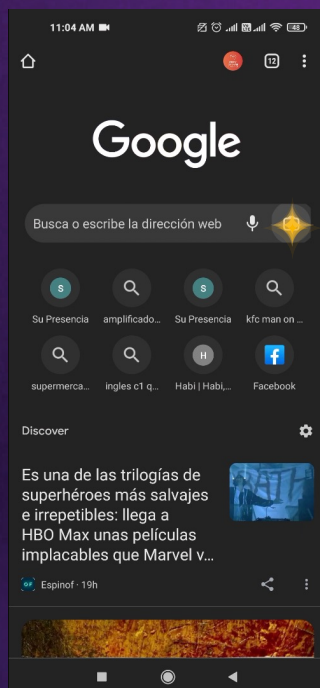 11:04 AM
48
12
Google
Busca o escribe la dirección web
S
S
Su Presencia
amplificado...
Su Presencia
kfc man on ...
H
supermerca...
ingles c1 q...
Habi | Habi,...
Facebook
Discover
Es una de las trilogías de
superhéroes más salvajes
e irrepetibles: llega a
HBO Max unas películas
implacables que Marvel v...
Espinof · 19h